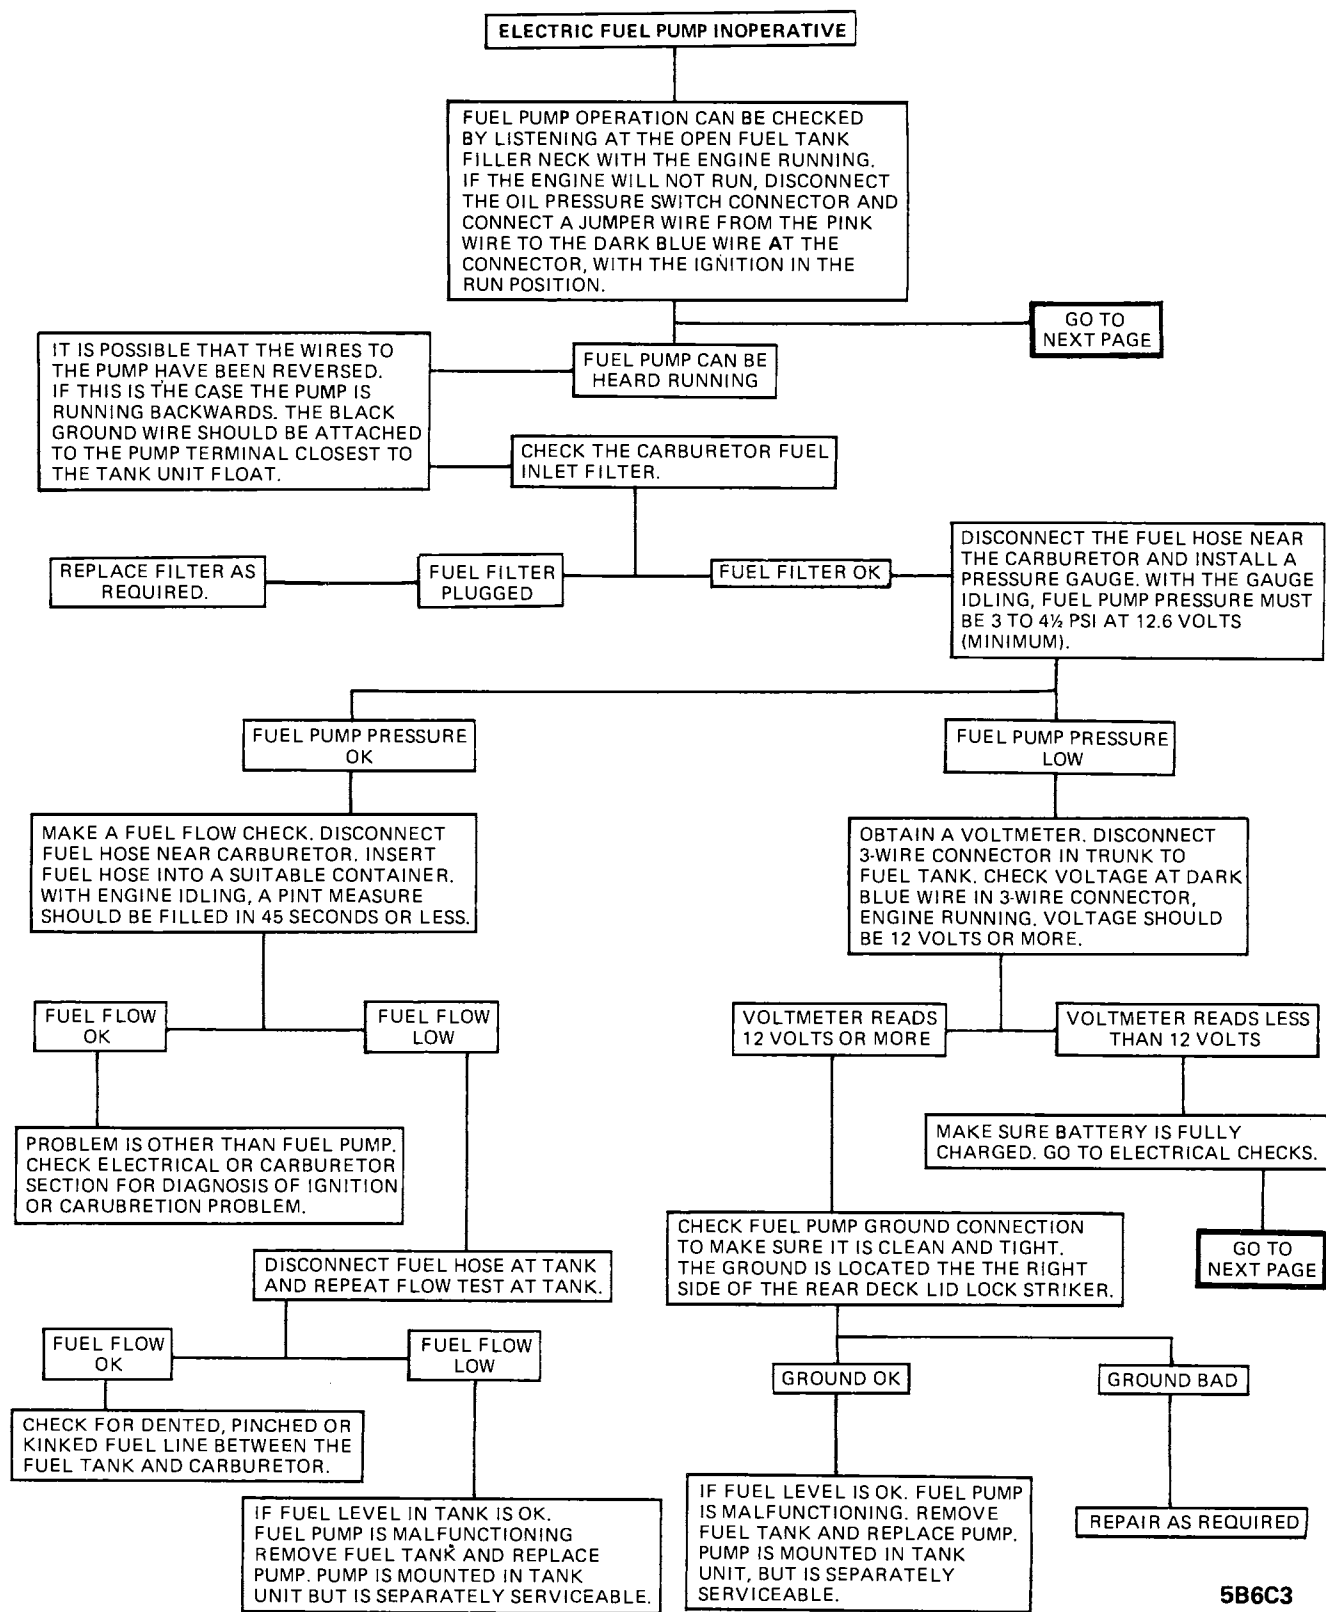 ELECTRIC FUEL PUMP INOPERATIVE
FUEL PUMP OPERATION CAN BE CHECKED
BY LISTENING AT THE OPEN FUEL TANK
FILLER NECK WITH THE ENGINE RUNNING.
IF THE ENGINE WILL NOT RUN, DISCONNECT
THE OIL PRESSURE SWITCH CONNECTOR AND
CONNECT A JUMPER WIRE FROM THE PINK
WIRE TO THE DARK BLUE WIRE AT THE
CONNECTOR, WITH THE IGNITION IN THE
RUN POSITION.
GO TO
NEXT PAGE
FUEL PUMP CAN BE
HEARD RUNNING
IT IS POSSIBLE THAT THE WIRES TO
THE PUMP HAVE BEEN REVERSED.
IF THIS IS THE CASE THE PUMP IS
RUNNING BACKWARDS. THE BLACK
GROUND WIRE SHOULD BE ATTACHED
TO THE PUMP TERMINAL CLOSEST TO
THE TANK UNIT FLOAT.
CHECK THE CARBURETOR FUEL
INLET FILTER.
REPLACE FILTER AS
REQUIRED.
FUEL FILTER
PLUGGED
FUEL FILTER OK
DISCONNECT THE FUEL HOSE NEAR
THE CARBURETOR AND INSTALL A
PRESSURE GAUGE. WITH THE GAUGE
IDLING, FUEL PUMP PRESSURE MUST
BE 3 TO 4½ PSI AT 12.6 VOLTS
(MINIMUM).
FUEL PUMP PRESSURE
OK
FUEL PUMP PRESSURE
LOW
MAKE A FUEL FLOW CHECK. DISCONNECT
FUEL HOSE NEAR CARBURETOR. INSERT
FUEL HOSE INTO A SUITABLE CONTAINER.
WITH ENGINE IDLING, A PINT MEASURE
SHOULD BE FILLED IN 45 SECONDS OR LESS.
OBTAIN A VOLTMETER. DISCONNECT
3-WIRE CONNECTOR IN TRUNK TO
FUEL TANK. CHECK VOLTAGE AT DARK
BLUE WIRE IN 3-WIRE CONNECTOR,
ENGINE RUNNING. VOLTAGE SHOULD
BE 12 VOLTS OR MORE.
FUEL FLOW
OK
FUEL FLOW
LOW
VOLTMETER READS
12 VOLTS OR MORE
VOLTMETER READS LESS
THAN 12 VOLTS
PROBLEM IS OTHER THAN FUEL PUMP.
CHECK ELECTRICAL OR CARBURETOR
SECTION FOR DIAGNOSIS OF IGNITION
OR CARUBRETION PROBLEM.
MAKE SURE BATTERY IS FULLY
CHARGED. GO TO ELECTRICAL CHECKS.
CHECK FUEL PUMP GROUND CONNECTION
TO MAKE SURE IT IS CLEAN AND TIGHT.
THE GROUND IS LOCATED THE THE RIGHT
SIDE OF THE REAR DECK LID LOCK STRIKER.
GO TO
NEXT PAGE
DISCONNECT FUEL HOSE AT TANK
AND REPEAT FLOW TEST AT TANK.
FUEL FLOW
OK
FUEL FLOW
LOW
GROUND OK
GROUND BAD
CHECK FOR DENTED, PINCHED OR
KINKED FUEL LINE BETWEEN THE
FUEL TANK AND CARBURETOR.
IF FUEL LEVEL IN TANK IS OK.
FUEL PUMP IS MALFUNCTIONING
REMOVE FUEL TANK AND REPLACE
PUMP. PUMP IS MOUNTED IN TANK
UNIT BUT IS SEPARATELY SERVICEABLE.
IF FUEL LEVEL IS OK. FUEL PUMP
IS MALFUNCTIONING. REMOVE
FUEL TANK AND REPLACE PUMP.
PUMP IS MOUNTED IN TANK
UNIT, BUT IS SEPARATELY
SERVICEABLE.
REPAIR AS REQUIRED
5B6C3